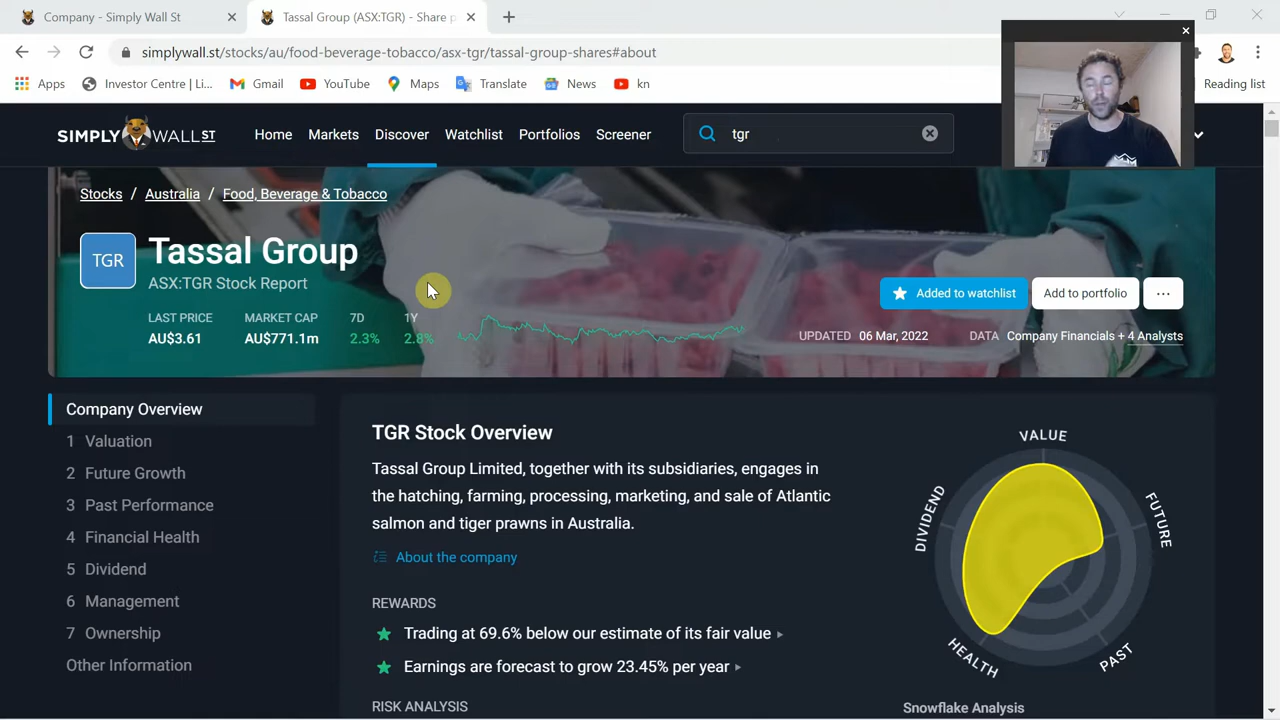 Company - Simply Wall St
Tassal Group (ASX:TGR) - Share p
simplywall.st/stocks/au/food-beverage-tobacco/asx-tgr/tassal-group-shares#about
Apps
Investor Centre | Li...
Gmail
YouTube
Maps
Translate
News
kn
Reading list
SIMPLY WALL ST
Home
Markets
Discover
Watchlist
Portfolios
Screener
tgr
Stocks / Australia / Food, Beverage & Tobacco
TGR
Tassal Group
ASX:TGR Stock Report
Added to watchlist
Add to portfolio
LAST PRICE
AU$3.61
MARKET CAP
AU$771.1m
7D
2.3%
1Y
2.8%
UPDATED 06 Mar, 2022
DATA Company Financials + 4 Analysts
Company Overview
1 Valuation
2 Future Growth
3 Past Performance
4 Financial Health
5 Dividend
6 Management
7 Ownership
Other Information
TGR Stock Overview
Tassal Group Limited, together with its subsidiaries, engages in
the hatching, farming, processing, marketing, and sale of Atlantic
salmon and tiger prawns in Australia.
About the company
REWARDS
Trading at 69.6% below our estimate of its fair value
Earnings are forecast to grow 23.45% per year
RISK ANALYSIS
VALUE
FUTURE
PAST
HEALTH
DIVIDEND
Snowflake Analysis